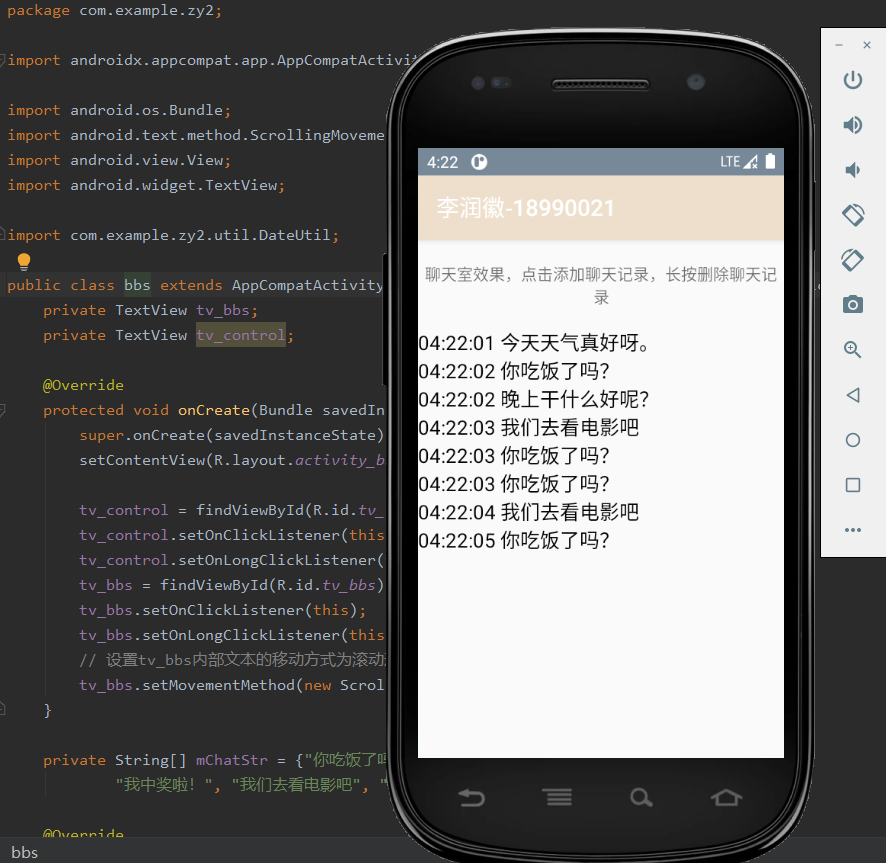 package com.example.zy2;
import androidx.appcompat.app.AppCompatActivit
import android.os.Bundle;
import android.text.method.ScrollingMoveme
import android.view.View;
import android.widget.TextView;
import com.example.zy2.util.DateUtil;
public class bbs extends AppCompatActivity
private TextView tv_bbs;
private TextView tv_control;
@Override
protected void onCreate(Bundle savedIn
super.onCreate(savedInstanceState)
setContentView(R.layout.activity_b
tv_control = findViewById(R.id.tv_
tv_control.setOnClickListener(this
tv_control.setOnLongClickListener(
tv_bbs = findViewById(R.id.tv_bbs)
tv_bbs.setOnClickListener(this);
tv_bbs.setOnLongClickListener(this
// 设置tv_bbs内部文本的移动方式为滚动
tv_bbs.setMovementMethod(new Scrol
}
private String[] mChatStr = {"你吃饭了吗
"我中奖啦！", "我们去看电影吧", "
@Override
bbs
4:22
LTE
李润徽-18990021
聊天室效果，点击添加聊天记录，长按删除聊天记
录
04:22:01 今天天气真好呀。
04:22:02 你吃饭了吗？
04:22:02 晚上干什么好呢？
04:22:03 我们去看电影吧
04:22:03 你吃饭了吗？
04:22:03 你吃饭了吗？
04:22:04 我们去看电影吧
04:22:05 你吃饭了吗？